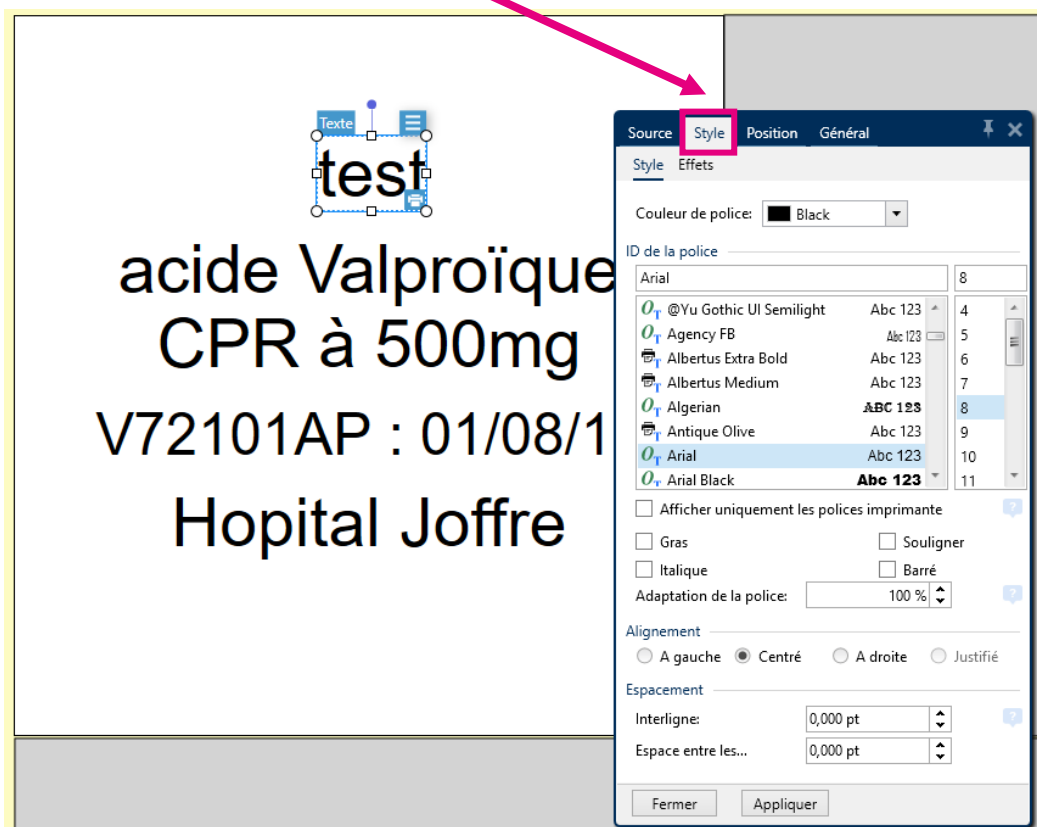 Texte
test
acide Valproïque
CPR à 500mg
V72101AP : 01/08/1
Hopital Joffre
Source Style Position Général
Style Effets
Couleur de police: Black
ID de la police
Arial 8
@Yu Gothic UI Semilight Abc 123 4
Agency FB Abc 123 5
Albertus Extra Bold Abc 123 6
Albertus Medium Abc 123 7
Algerian ABC 123 8
Antique Olive Abc 123 9
Arial Abc 123 10
Arial Black Abc 123 11
Afficher uniquement les polices imprimante
Gras Souligner
Italique Barré
Adaptation de la police: 100 %
Alignement
A gauche Centré A droite Justifié
Espacement
Interligne: 0,000 pt
Espace entre les... 0,000 pt
Fermer Appliquer